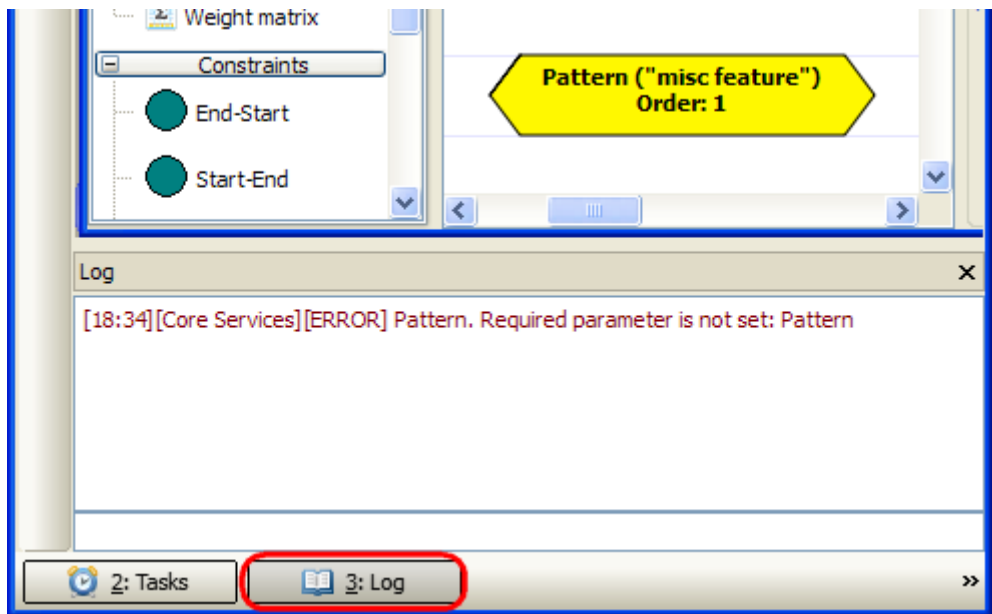 Weight matrix
Constraints
End-Start
Start-End
Pattern ("misc feature")
Order: 1
Log
[18:34][Core Services][ERROR] Pattern. Required parameter is not set: Pattern
2: Tasks
3: Log